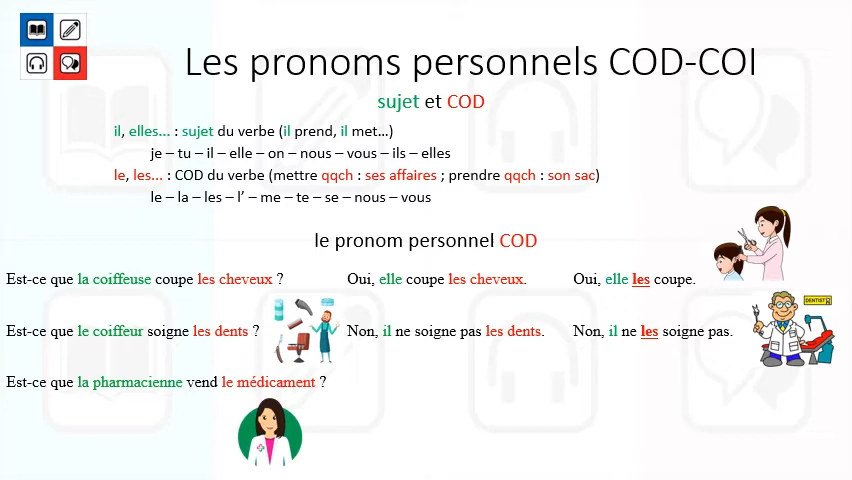 Les pronoms personnels COD-COI
sujet et COD
il, elles... : sujet du verbe (il prend, il met…)
je – tu – il – elle – on – nous – vous – ils – elles
le, les... : COD du verbe (mettre qqch : ses affaires ; prendre qqch : son sac)
le – la – les – l’ – me – te – se – nous – vous
le pronom personnel COD
Est-ce que la coiffeuse coupe les cheveux ? Oui, elle coupe les cheveux. Oui, elle les coupe.
DENTIST
Est-ce que le coiffeur soigne les dents ? Non, il ne soigne pas les dents. Non, il ne les soigne pas.
Est-ce que la pharmacienne vend le médicament ?